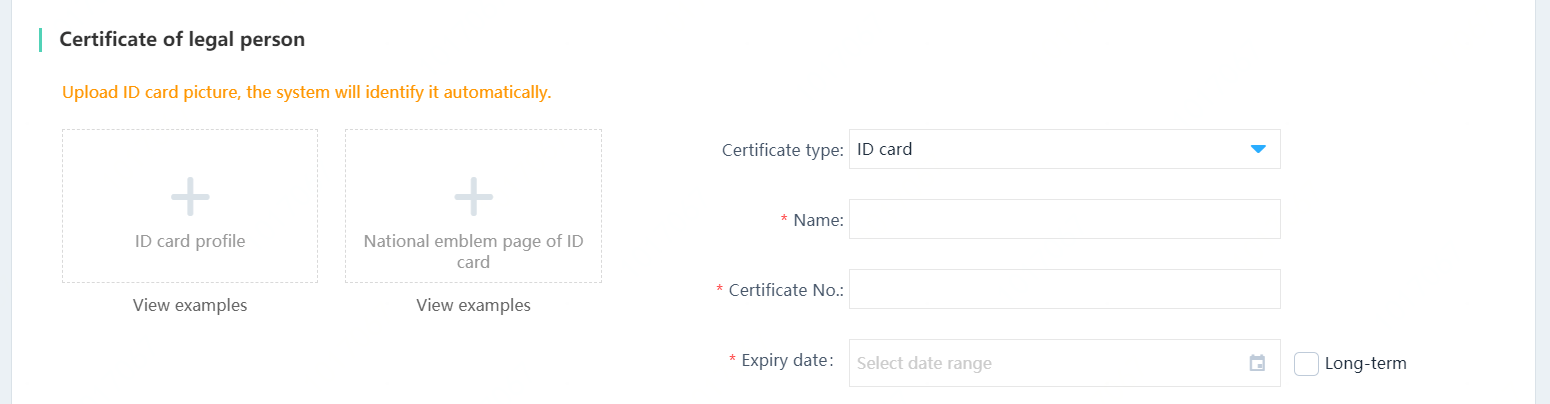 Certificate of legal person
Upload ID card picture, the system will identify it automatically.
ID card profile
View examples
National emblem page of ID
card
View examples
Certificate type: ID card
* Name:
* Certificate No.:
* Expiry date: Select date range Long-term